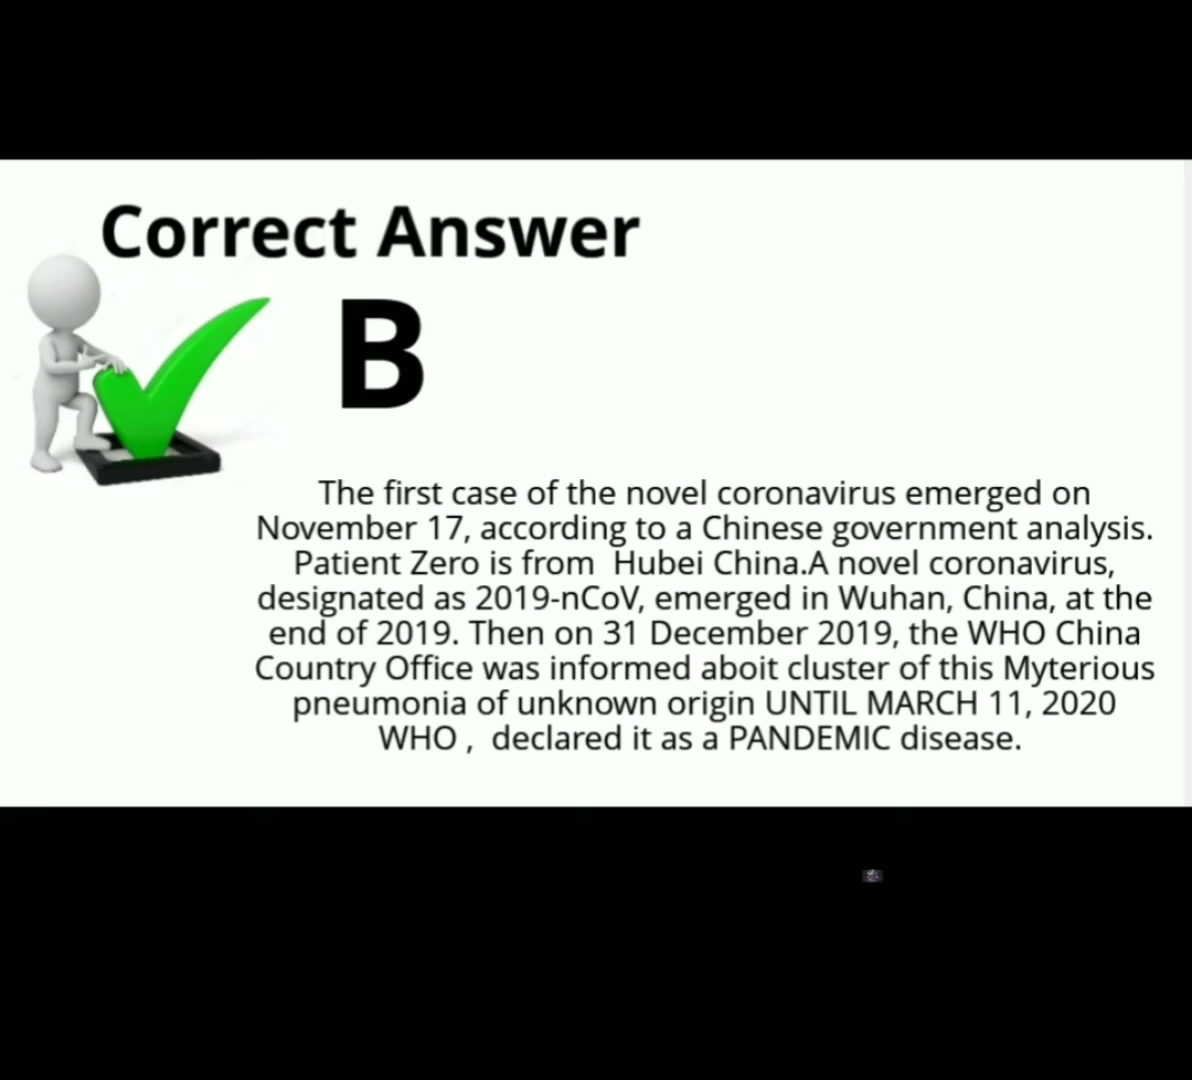 Correct Answer
B
The first case of the novel coronavirus emerged on
November 17, according to a Chinese government analysis.
Patient Zero is from  Hubei China.A novel coronavirus,
designated as 2019-nCoV, emerged in Wuhan, China, at the
end of 2019. Then on 31 December 2019, the WHO China
Country Office was informed aboit cluster of this Myterious
pneumonia of unknown origin UNTIL MARCH 11, 2020
WHO ,  declared it as a PANDEMIC disease.